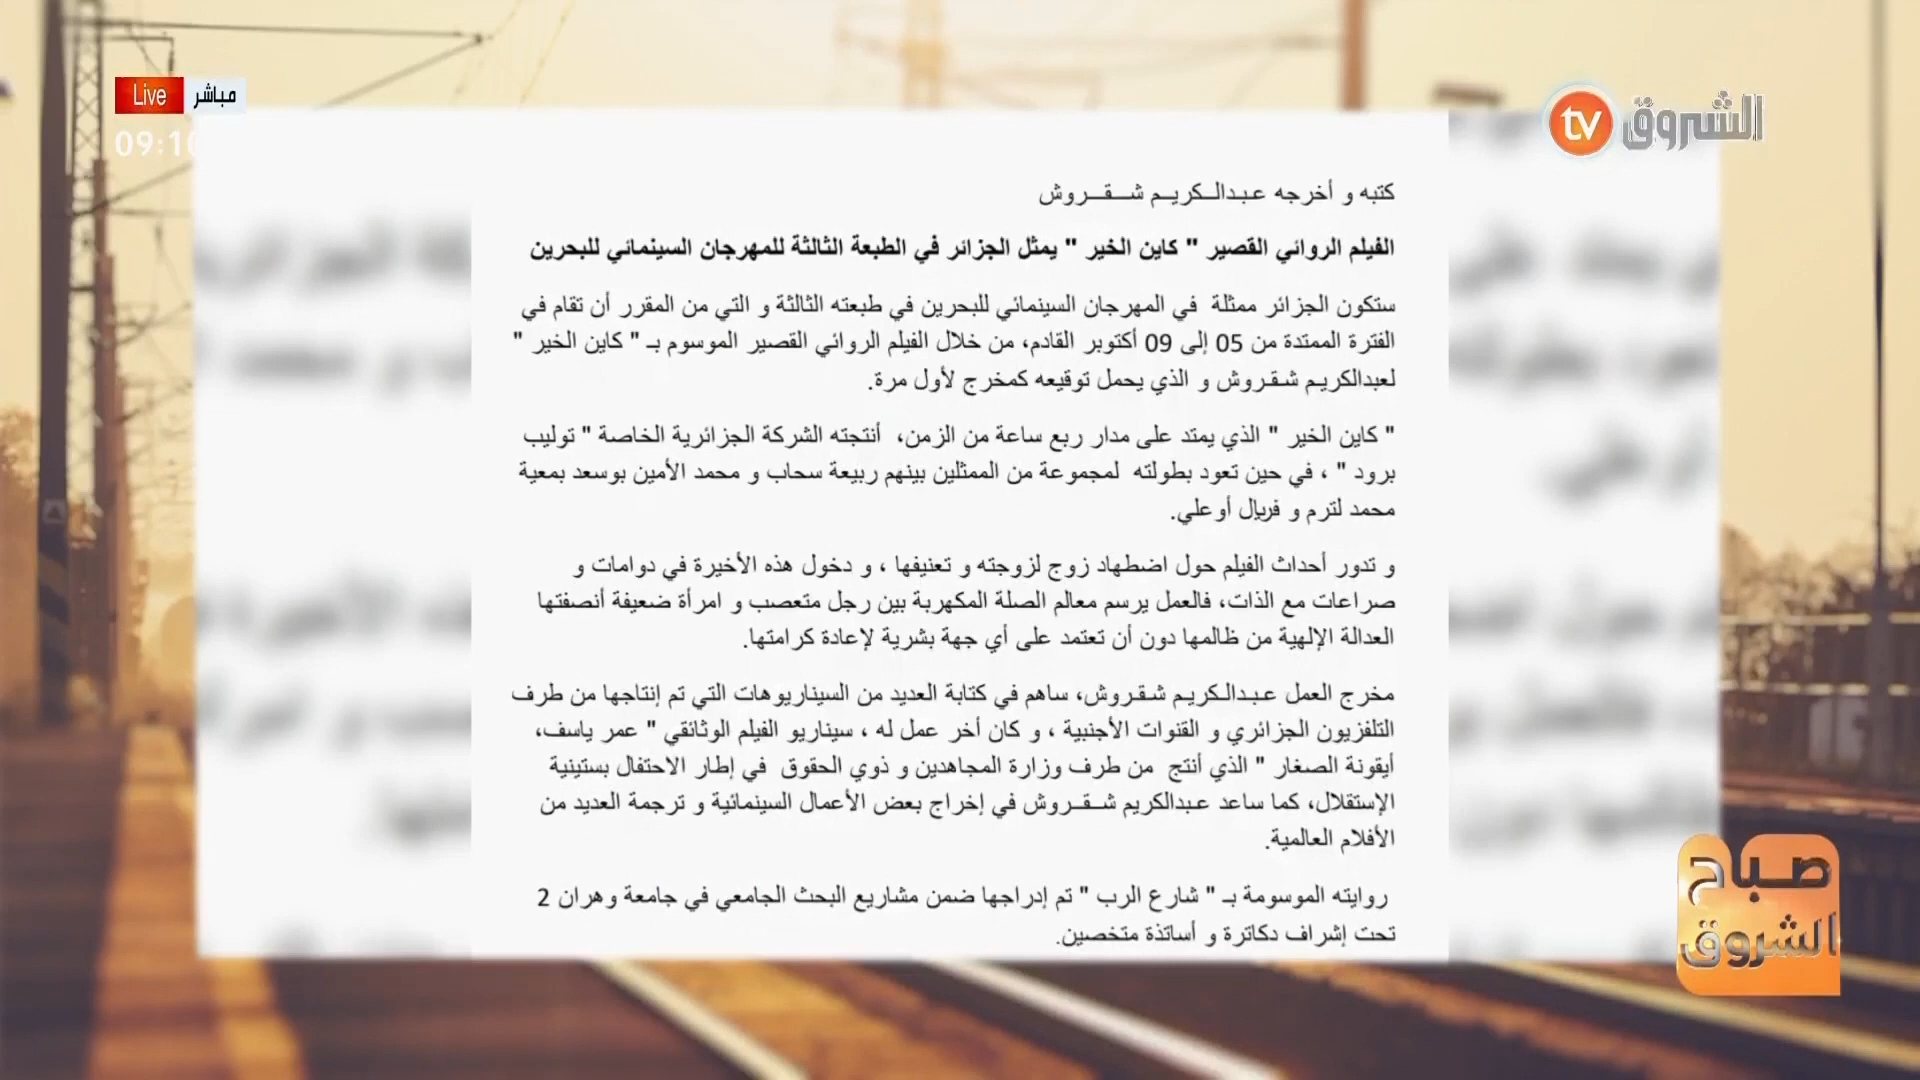 Live مباشر
tv الشروق
كتبه و أخرجه عبدالكريم شقروش
الفيلم الروائي القصير " كاين الخير " يمثل الجزائر في الطبعة الثالثة للمهرجان السينمائي للبحرين
ستكون الجزائر ممثلة في المهرجان السينمائي للبحرين في طبعته الثالثة و التي من المقرر أن تقام في
الفترة الممتدة من 05 إلى 09 أكتوبر القادم، من خلال الفيلم الروائي القصير الموسوم بـ " كاين الخير "
لعبدالكريم شقروش و الذي يحمل توقيعه كمخرج لأول مرة.
" كاين الخير " الذي يمتد على مدار ربع ساعة من الزمن، أنتجته الشركة الجزائرية الخاصة " توليب
برود " ، في حين تعود بطولته لمجموعة من الممثلين بينهم ربيعة سحاب و محمد الأمين بوسعد بمعية
محمد لترم و فريال أوعلي.
و تدور أحداث الفيلم حول اضطهاد زوج لزوجته و تعنيفها ، و دخول هذه الأخيرة في دوامات و
صراعات مع الذات، فالعمل يرسم معالم الصلة المكهربة بين رجل متعصب و امرأة ضعيفة أنصفتها
العدالة الإلهية من ظالمها دون أن تعتمد على أي جهة بشرية لإعادة كرامتها.
مخرج العمل عبدالكريم شقروش، ساهم في كتابة العديد من السيناريوهات التي تم إنتاجها من طرف
التلفزيون الجزائري و القنوات الأجنبية ، و كان أخر عمل له ، سيناريو الفيلم الوثائقي " عمر ياسف،
أيقونة الصغار " الذي أنتج من طرف وزارة المجاهدين و ذوي الحقوق في إطار الاحتفال بستينية
الإستقلال، كما ساعد عبدالكريم شقروش في إخراج بعض الأعمال السينمائية و ترجمة العديد من
الأفلام العالمية.
روايته الموسومة بـ " شارع الرب " تم إدراجها ضمن مشاريع البحث الجامعي في جامعة وهران 2
تحت إشراف دكاترة و أساتذة متخصين.
صباح
الشروق